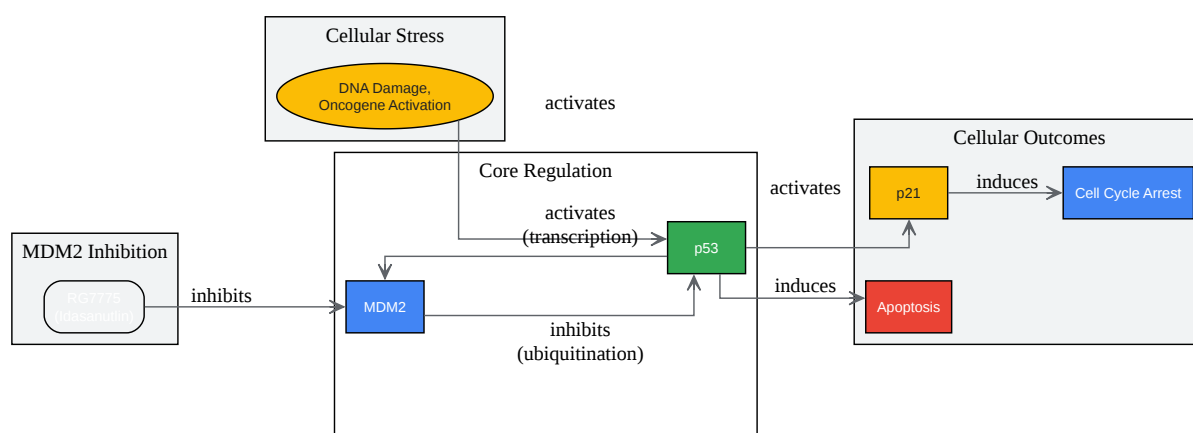 Cellular Stress
DNA Damage,
Oncogene Activation
activates
Cellular Outcomes
Core Regulation
p21
induces
Cell Cycle Arrest
activates
activates
(transcription)
p53
MDM2 Inhibition
RG7775
(Idasanutlin)
inhibits
MDM2
induces
Apoptosis
inhibits
(ubiquitination)